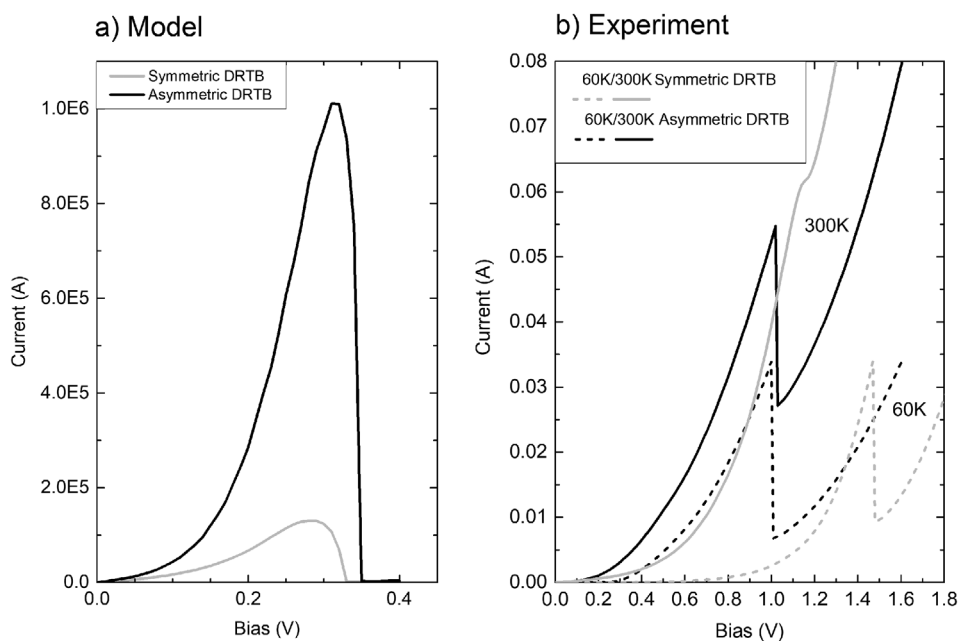 a) Model
Symmetric DRTB
Asymmetric DRTB
1.0E6
8.0E5
6.0E5
4.0E5
2.0E5
0.0
0.0
0.2
0.4
Current (A)
Bias (V)
b) Experiment
60K/300K Symmetric DRTB
60K/300K Asymmetric DRTB
300K
60K
0.08
0.07
0.06
0.05
0.04
0.03
0.02
0.01
0.00
0.0 0.2 0.4 0.6 0.8 1.0 1.2 1.4 1.6 1.8
Current (A)
Bias (V)